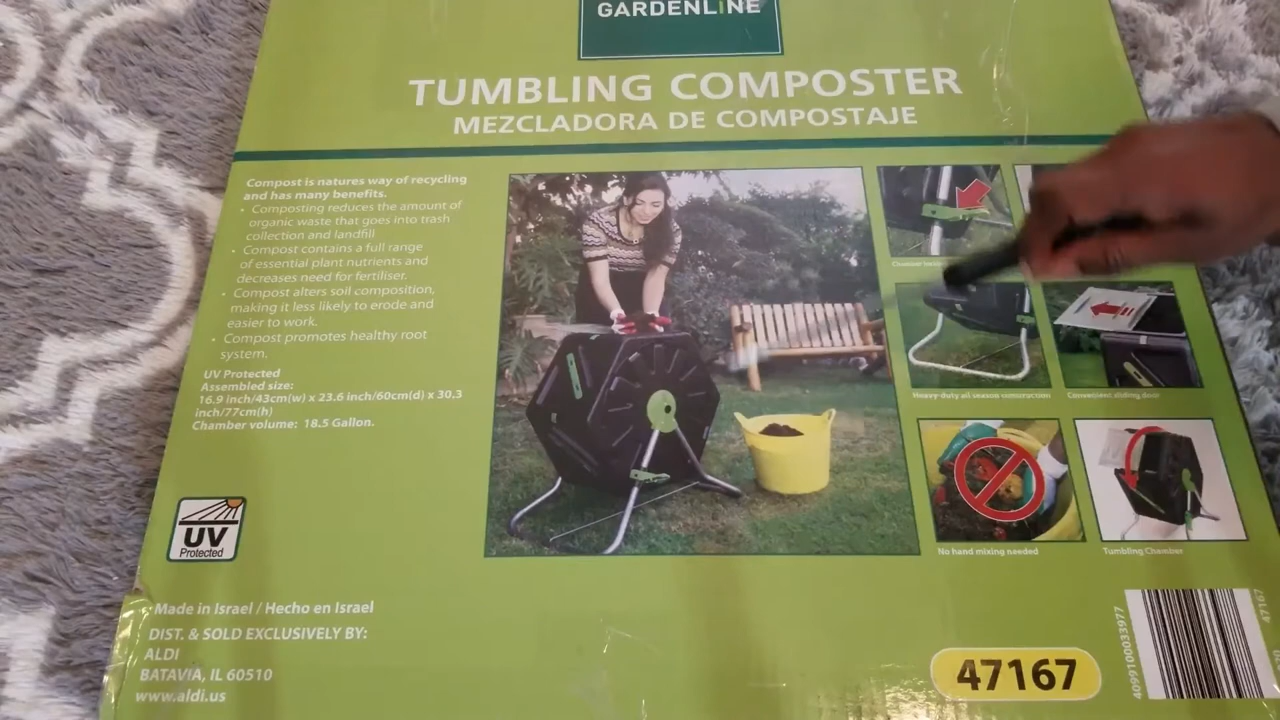 GARDENLINE
TUMBLING COMPOSTER
MEZCLADORA DE COMPOSTAJE
Compost is natures way of recycling
and has many benefits.
• Composting reduces the amount of
organic waste that goes into trash
collection and landfill
• Compost contains a full range
of essential plant nutrients and
decreases need for fertiliser.
• Compost alters soil composition,
making it less likely to erode and
easier to work.
• Compost promotes healthy root
system.
UV Protected
Assembled size:
16.9 inch/43cm(w) x 23.6 inch/60cm(d) x 30.3
inch/77cm(h)
Chamber volume: 18.5 Gallon.
UV
Protected
Made in Israel / Hecho en Israel
DIST. & SOLD EXCLUSIVELY BY:
ALDI
BATAVIA, IL 60510
www.aldi.us
Heavy-duty all season construction
Convenient sliding door
No hand mixing needed
Tumbling Chamber
47167
4099100033977
47167